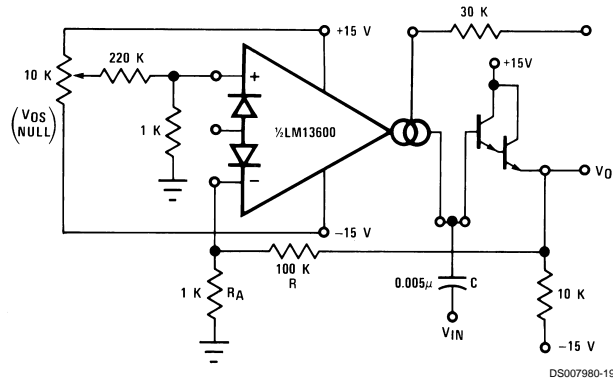 30 K
+15 V
+15V
220 K
10 K
(VOS NULL)
+
1 K
½LM13600
VO
−
−15 V
100 K
R
1 K
RA
0.005μ
C
10 K
VIN
−15 V
DS007980-19